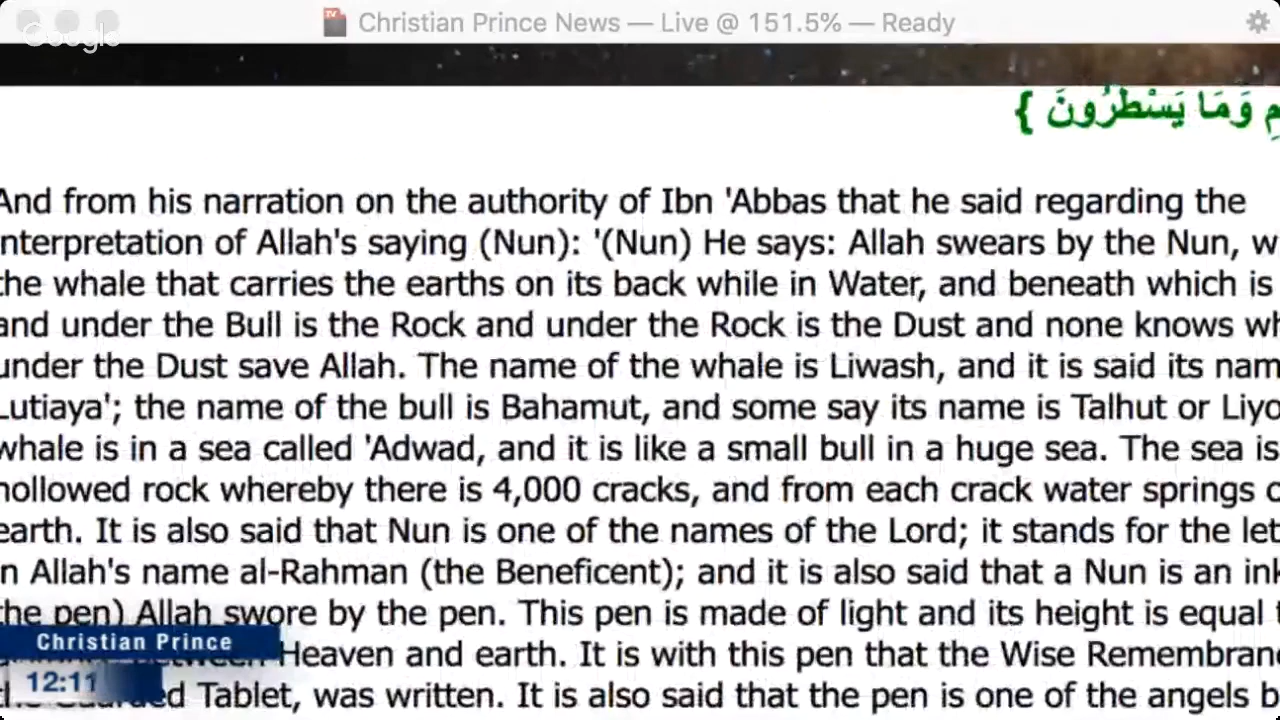 Christian Prince News — Live @ 151.5% — Ready
Google
وَمَا يَسْطُرُونَ }
And from his narration on the authority of Ibn 'Abbas that he said regarding the
nterpretation of Allah's saying (Nun): '(Nun) He says: Allah swears by the Nun, w
the whale that carries the earths on its back while in Water, and beneath which is
and under the Bull is the Rock and under the Rock is the Dust and none knows wh
under the Dust save Allah. The name of the whale is Liwash, and it is said its nam
Lutiaya'; the name of the bull is Bahamut, and some say its name is Talhut or Liyo
whale is in a sea called 'Adwad, and it is like a small bull in a huge sea. The sea is
hollowed rock whereby there is 4,000 cracks, and from each crack water springs o
earth. It is also said that Nun is one of the names of the Lord; it stands for the let
in Allah's name al-Rahman (the Beneficent); and it is also said that a Nun is an ink
the pen) Allah swore by the pen. This pen is made of light and its height is equal
Heaven and earth. It is with this pen that the Wise Remembran
Tablet, was written. It is also said that the pen is one of the angels b
Christian Prince
12:11